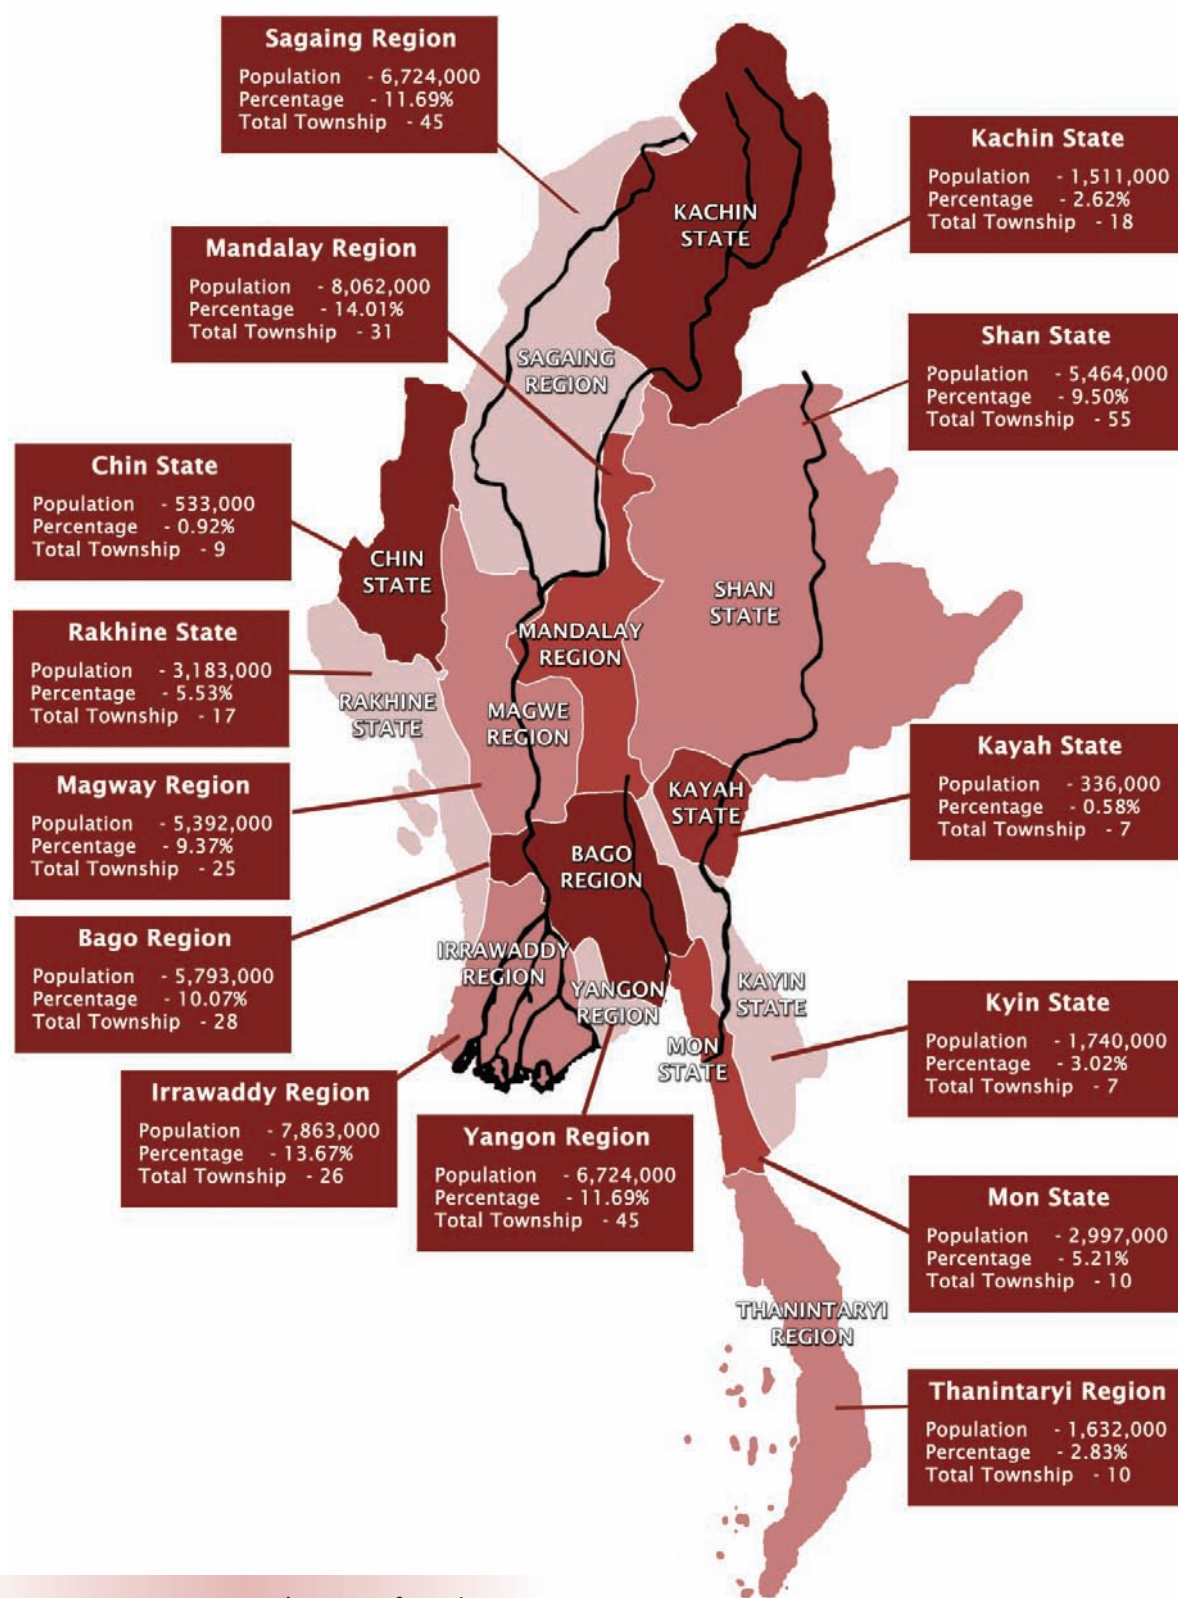 Sagaing Region
Population - 6,724,000
Percentage - 11.69%
Total Township - 45
Kachin State
Population - 1,511,000
Percentage - 2.62%
Total Township - 18
Mandalay Region
Population - 8,062,000
Percentage - 14.01%
Total Township - 31
Shan State
Population - 5,464,000
Percentage - 9.50%
Total Township - 55
Chin State
Population - 533,000
Percentage - 0.92%
Total Township - 9
Rakhine State
Population - 3,183,000
Percentage - 5.53%
Total Township - 17
Magway Region
Population - 5,392,000
Percentage - 9.37%
Total Township - 25
Kayah State
Population - 336,000
Percentage - 0.58%
Total Township - 7
Bago Region
Population - 5,793,000
Percentage - 10.07%
Total Township - 28
Kyin State
Population - 1,740,000
Percentage - 3.02%
Total Township - 7
Irrawaddy Region
Population - 7,863,000
Percentage - 13.67%
Total Township - 26
Yangon Region
Population - 6,724,000
Percentage - 11.69%
Total Township - 45
Mon State
Population - 2,997,000
Percentage - 5.21%
Total Township - 10
Thanintaryi Region
Population - 1,632,000
Percentage - 2.83%
Total Township - 10
KACHIN
STATE
SAGAING
REGION
CHIN
STATE
SHAN
STATE
MANDALAY
REGION
RAKHINE
STATE
MAGWE
REGION
KAYAH
STATE
BAGO
REGION
IRRAWADDY
REGION
YANGON
REGION
KAYIN
STATE
MON
STATE
THANINTARYI
REGION